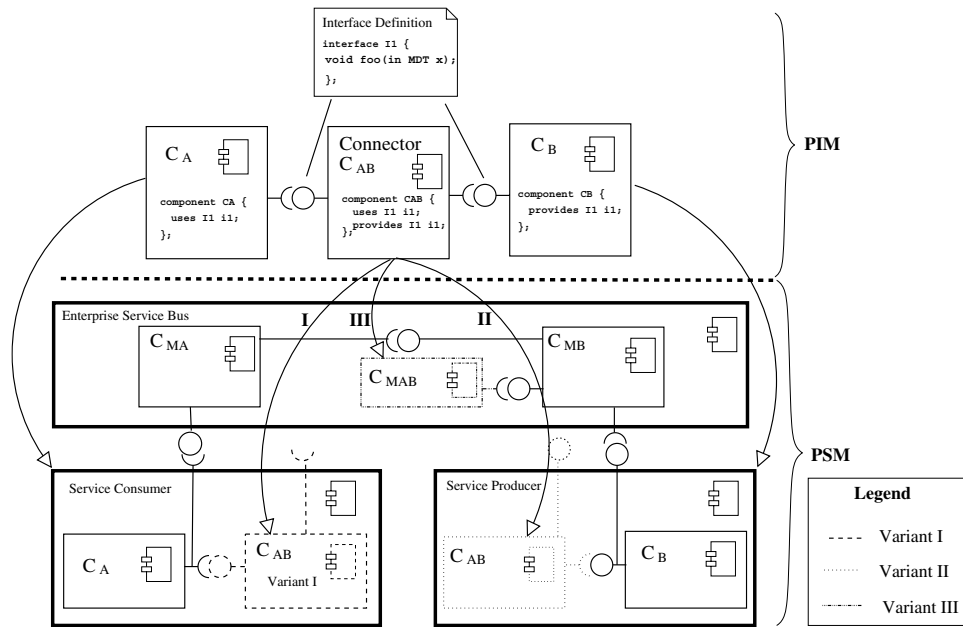 Interface Definition
interface I1 {
void foo(in MDT x);
};
C A
component CA {
uses I1 i1;
};
Connector
C AB
component CAB {
uses I1 i1;
provides I1 i1;
};
C B
component CB {
provides I1 i1;
};
PIM
Enterprise Service Bus
I
III
II
C MA
C MAB
C MB
PSM
Service Consumer
C A
C AB
Variant I
Service Producer
C AB
C B
Legend
Variant I
Variant II
Variant III